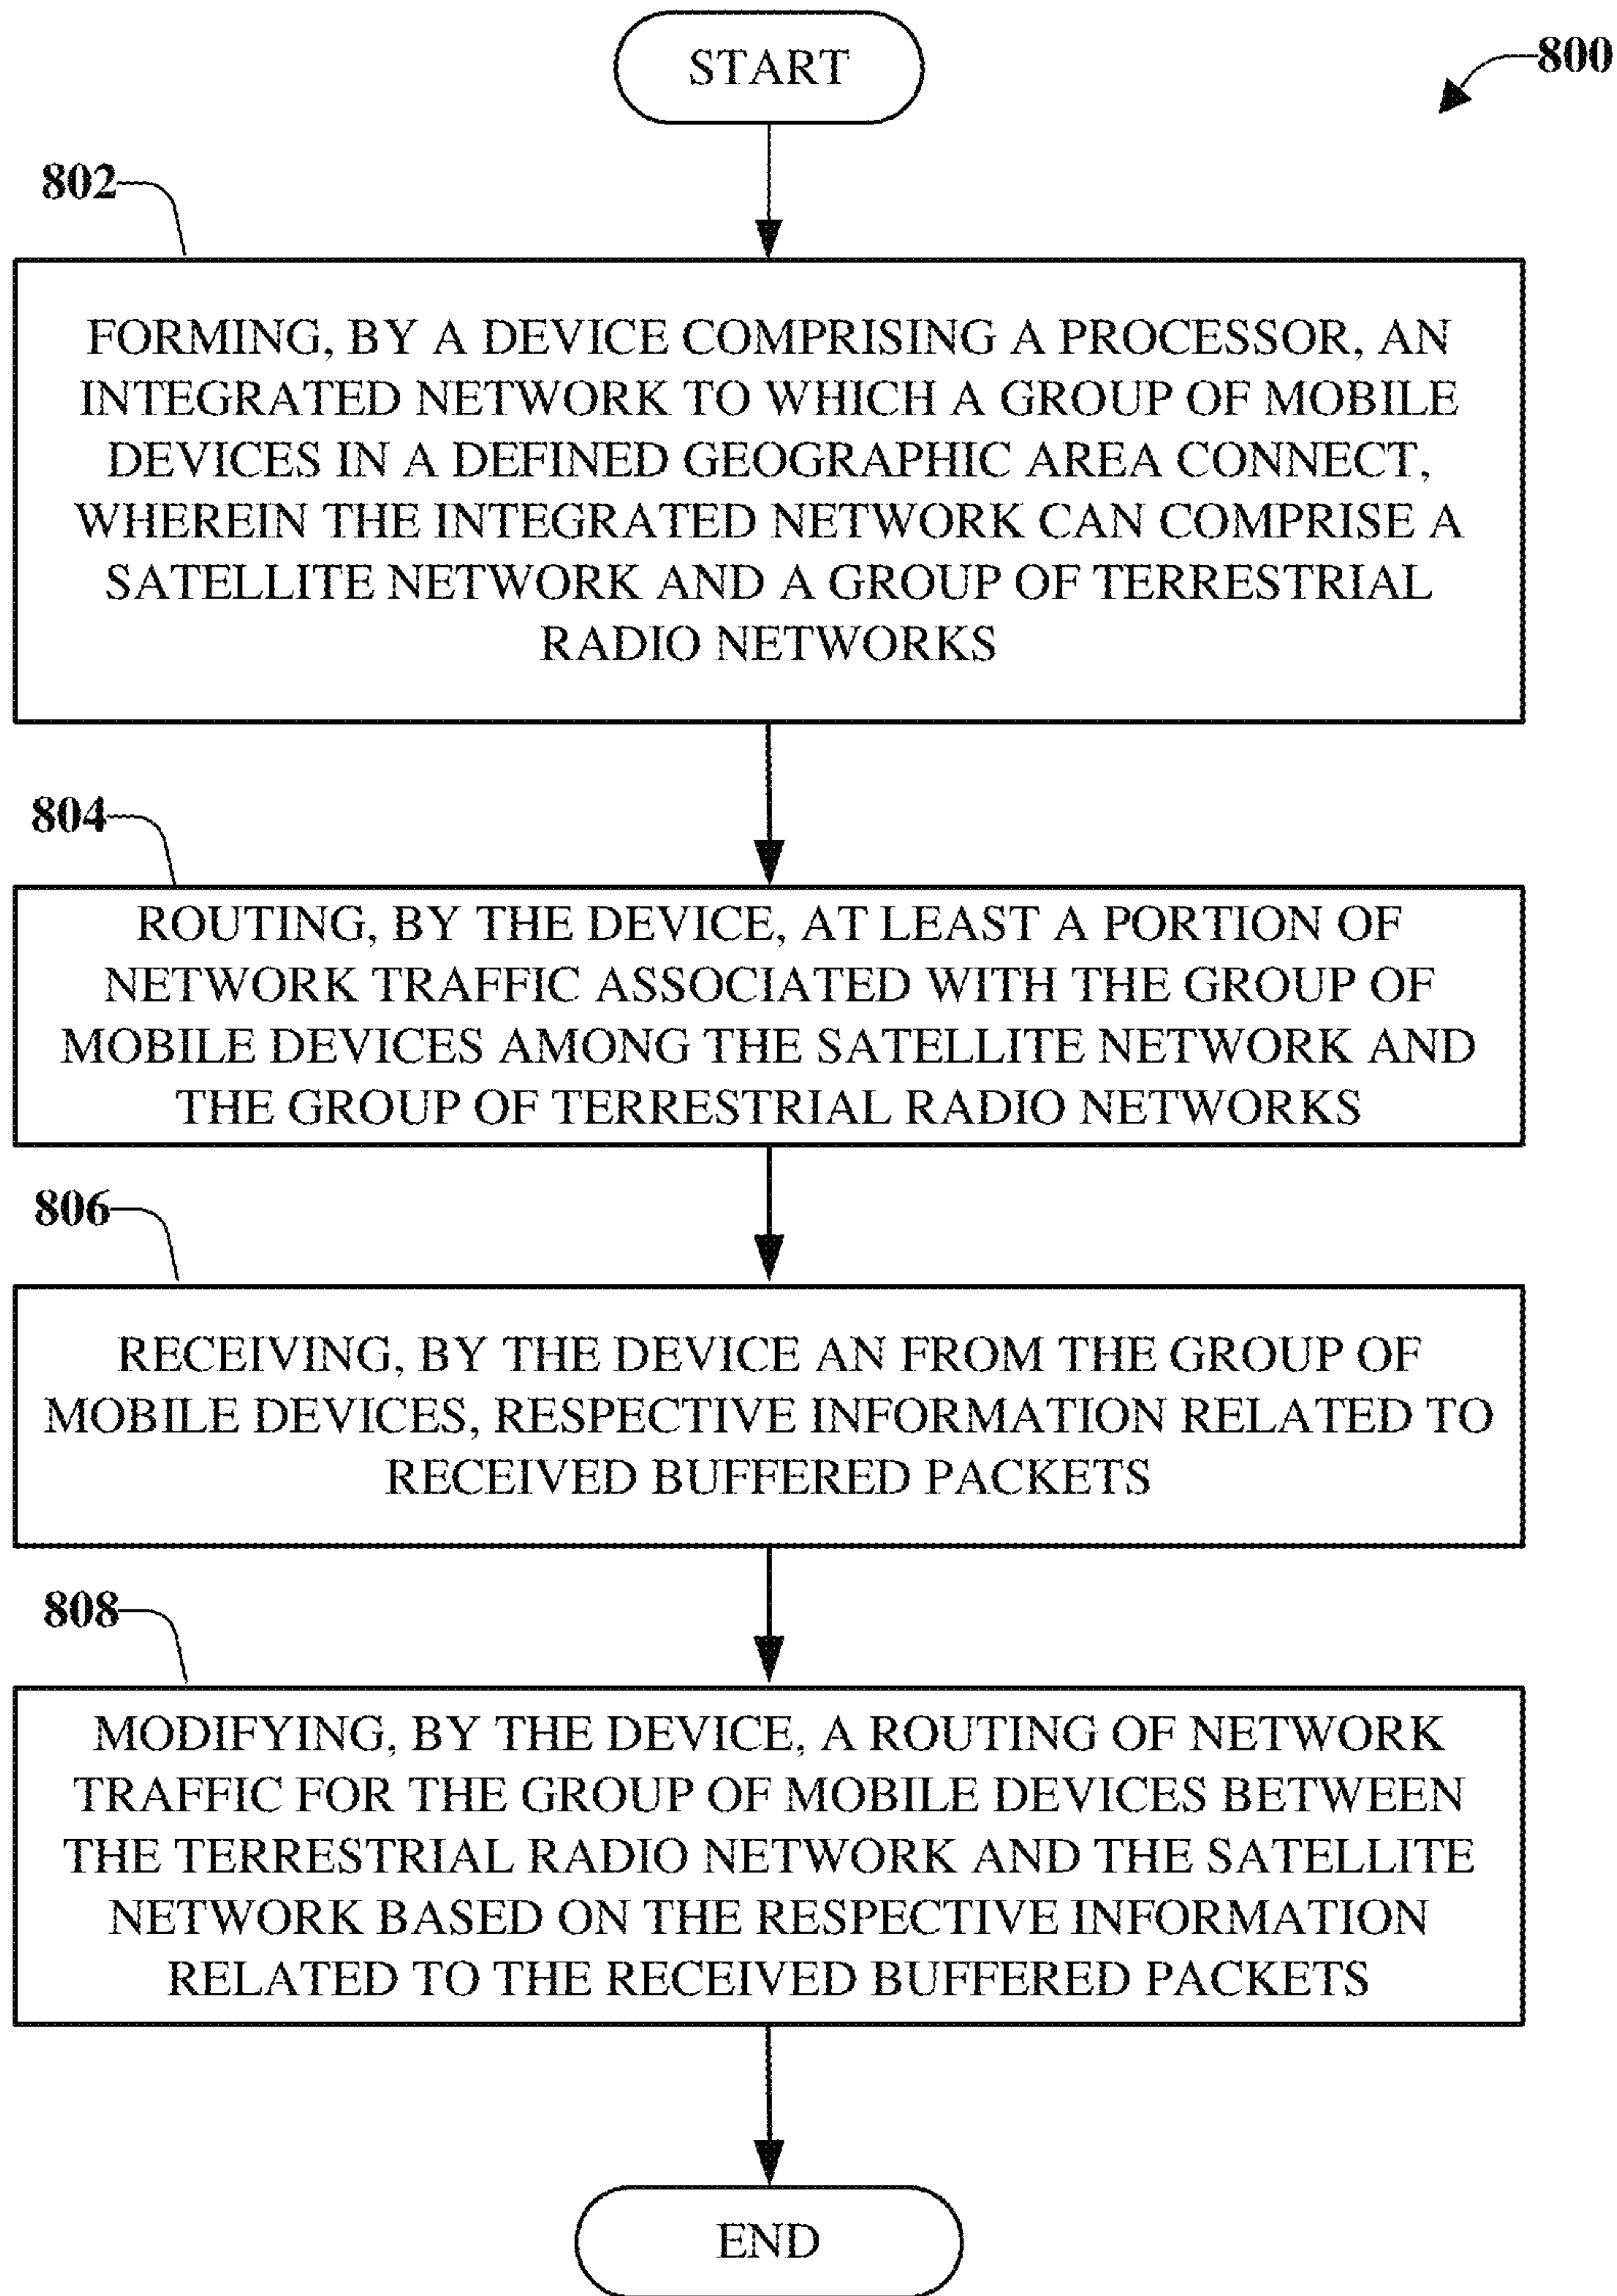 START
800
802
FORMING, BY A DEVICE COMPRISING A PROCESSOR, AN
INTEGRATED NETWORK TO WHICH A GROUP OF MOBILE
DEVICES IN A DEFINED GEOGRAPHIC AREA CONNECT,
WHEREIN THE INTEGRATED NETWORK CAN COMPRISE A
SATELLITE NETWORK AND A GROUP OF TERRESTRIAL
RADIO NETWORKS
804
ROUTING, BY THE DEVICE, AT LEAST A PORTION OF
NETWORK TRAFFIC ASSOCIATED WITH THE GROUP OF
MOBILE DEVICES AMONG THE SATELLITE NETWORK AND
THE GROUP OF TERRESTRIAL RADIO NETWORKS
806
RECEIVING, BY THE DEVICE AN FROM THE GROUP OF
MOBILE DEVICES, RESPECTIVE INFORMATION RELATED TO
RECEIVED BUFFERED PACKETS
808
MODIFYING, BY THE DEVICE, A ROUTING OF NETWORK
TRAFFIC FOR THE GROUP OF MOBILE DEVICES BETWEEN
THE TERRESTRIAL RADIO NETWORK AND THE SATELLITE
NETWORK BASED ON THE RESPECTIVE INFORMATION
RELATED TO THE RECEIVED BUFFERED PACKETS
END